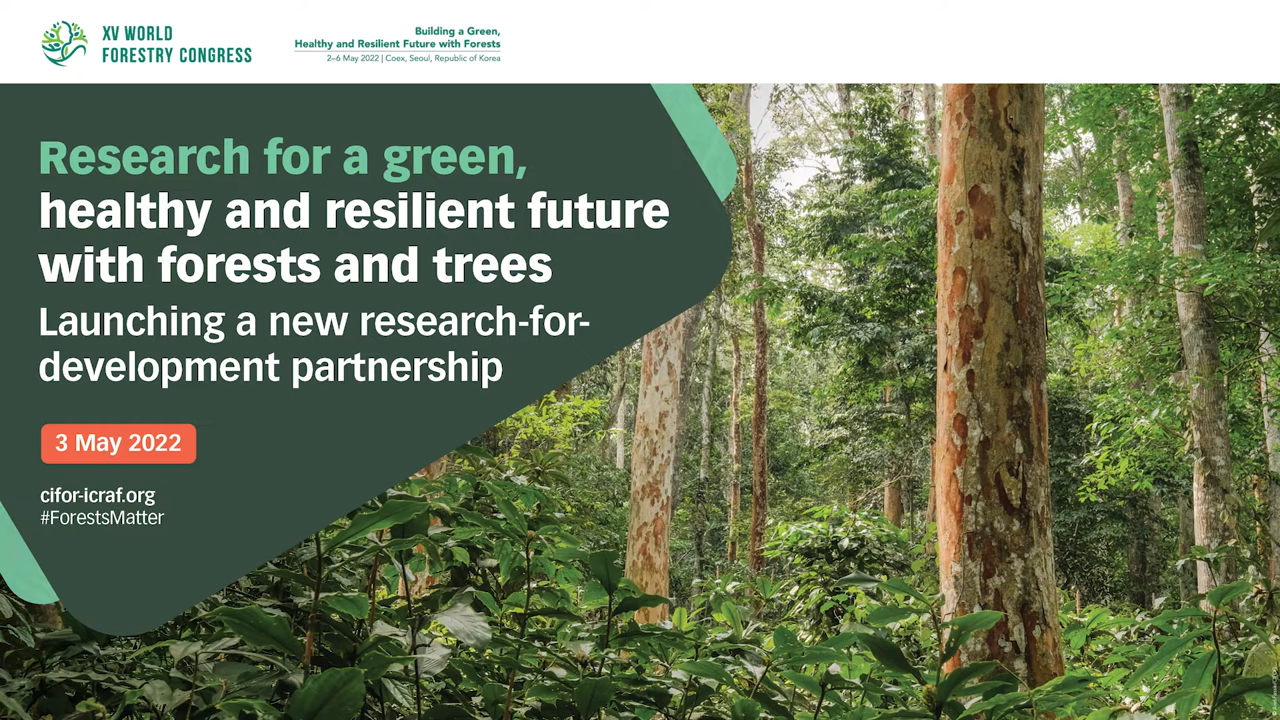 XV WORLD
FORESTRY CONGRESS
Building a Green,
Healthy and Resilient Future with Forests
2–6 May 2022 | Coex, Seoul, Republic of Korea
Research for a green,
healthy and resilient future
with forests and trees
Launching a new research-for-
development partnership
3 May 2022
cifor-icraf.org
#ForestsMatter